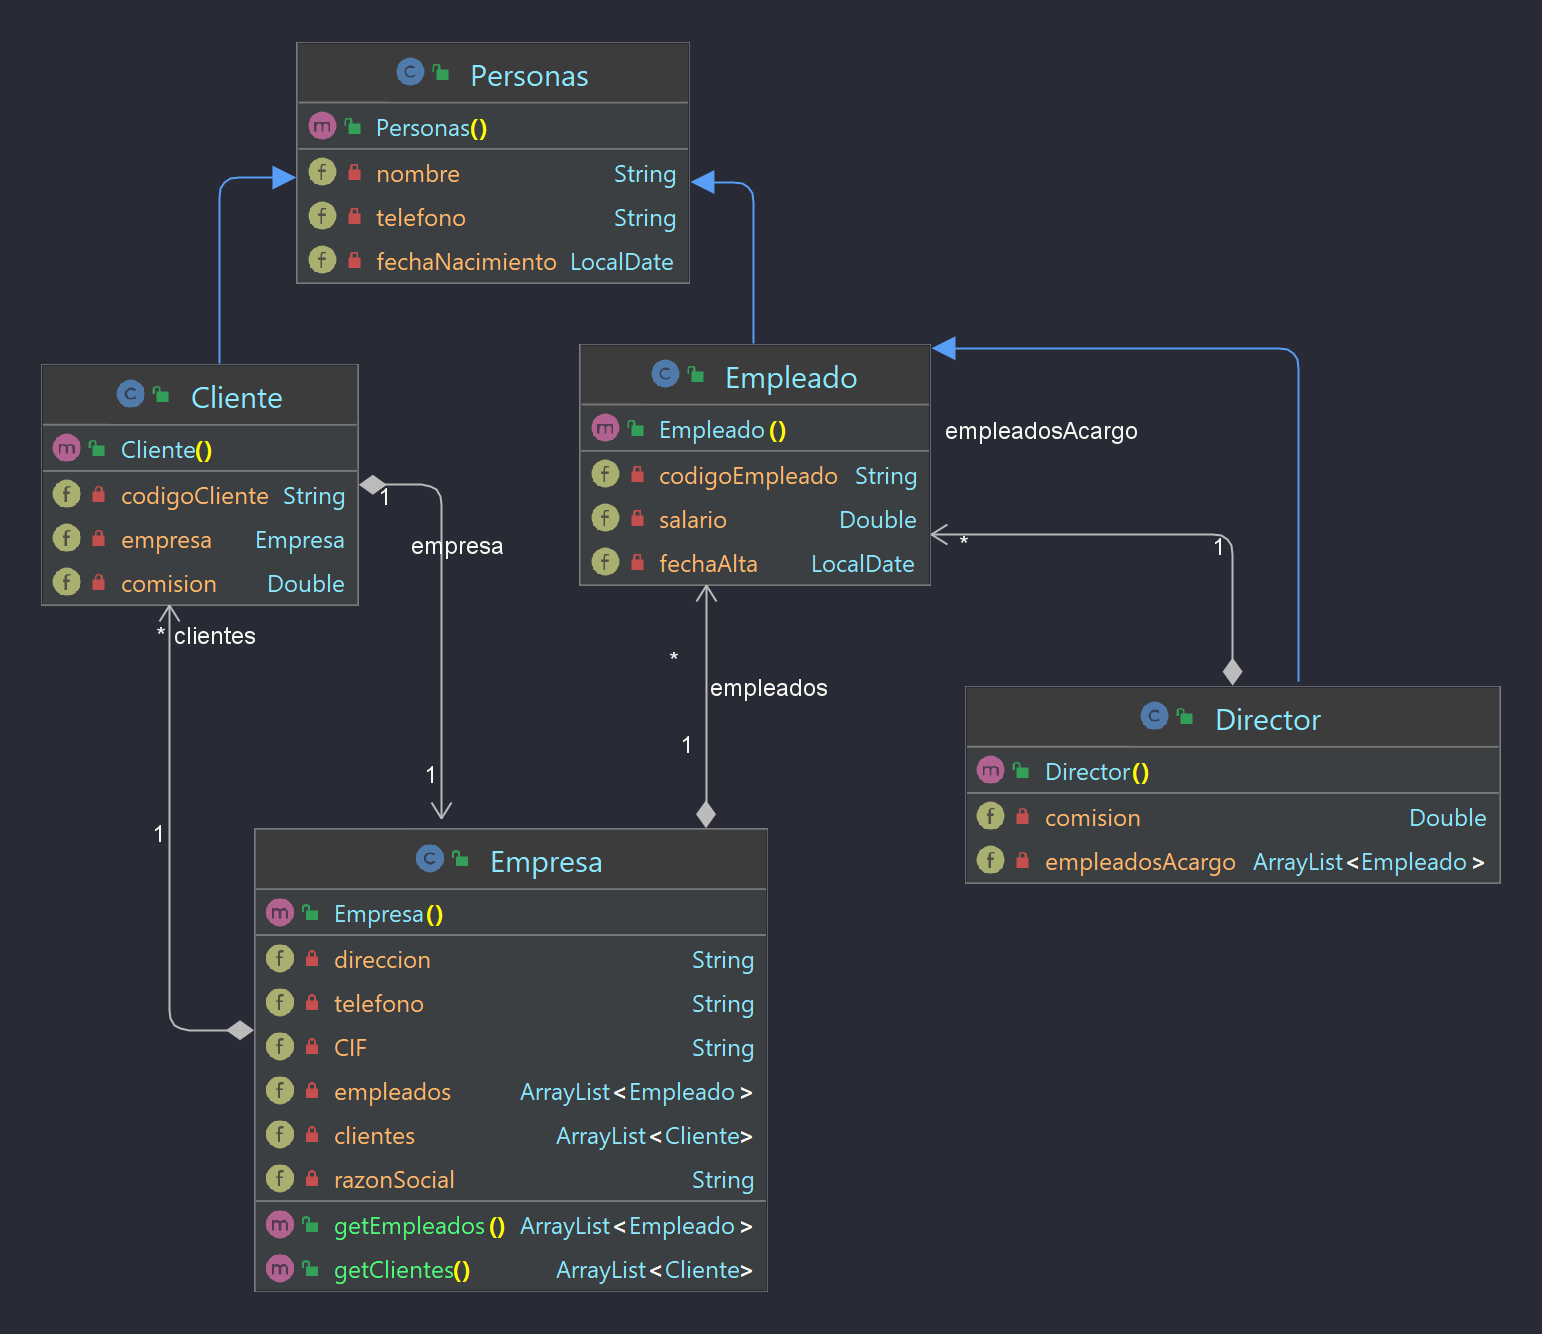 Personas
Personas()
nombre String
telefono String
fechaNacimiento LocalDate
Cliente
Cliente()
codigoCliente String
empresa Empresa
comision Double
Empleado
Empleado()
codigoEmpleado String
salario Double
fechaAlta LocalDate
empleadosAcargo
* 1
1
empresa
1
* clientes
1
*
empleados
1
Director
Director()
comision Double
empleadosAcargo ArrayList<Empleado>
Empresa
Empresa()
direccion String
telefono String
CIF String
empleados ArrayList<Empleado>
clientes ArrayList<Cliente>
razonSocial String
getEmpleados() ArrayList<Empleado>
getClientes() ArrayList<Cliente>